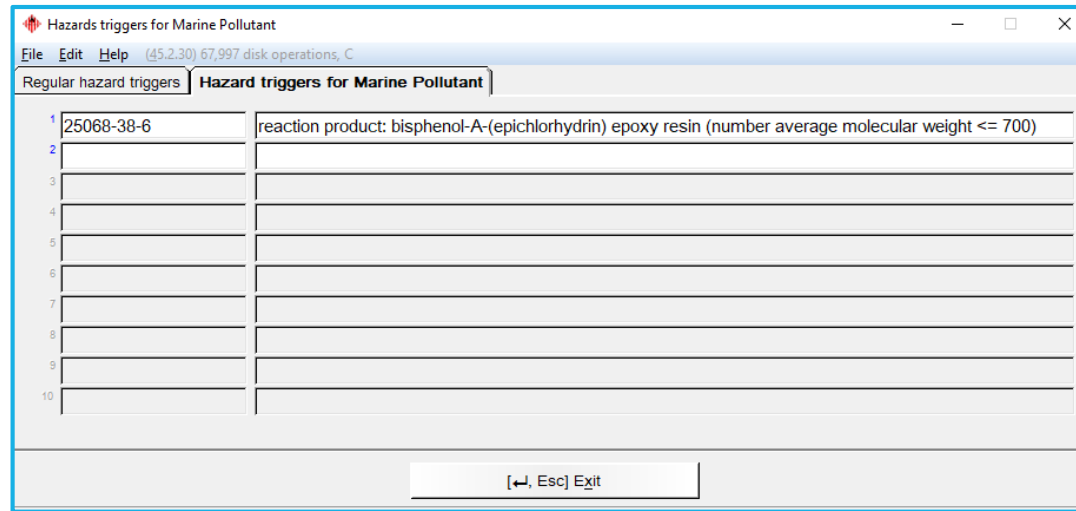 Hazards triggers for Marine Pollutant
File Edit Help (45.2.30) 67,997 disk operations, C
Regular hazard triggers Hazard triggers for Marine Pollutant
1 25068-38-6 reaction product: bisphenol-A-(epichlorhydrin) epoxy resin (number average molecular weight <= 700)
2
3
4
5
6
7
8
9
10
[↵, Esc] Exit